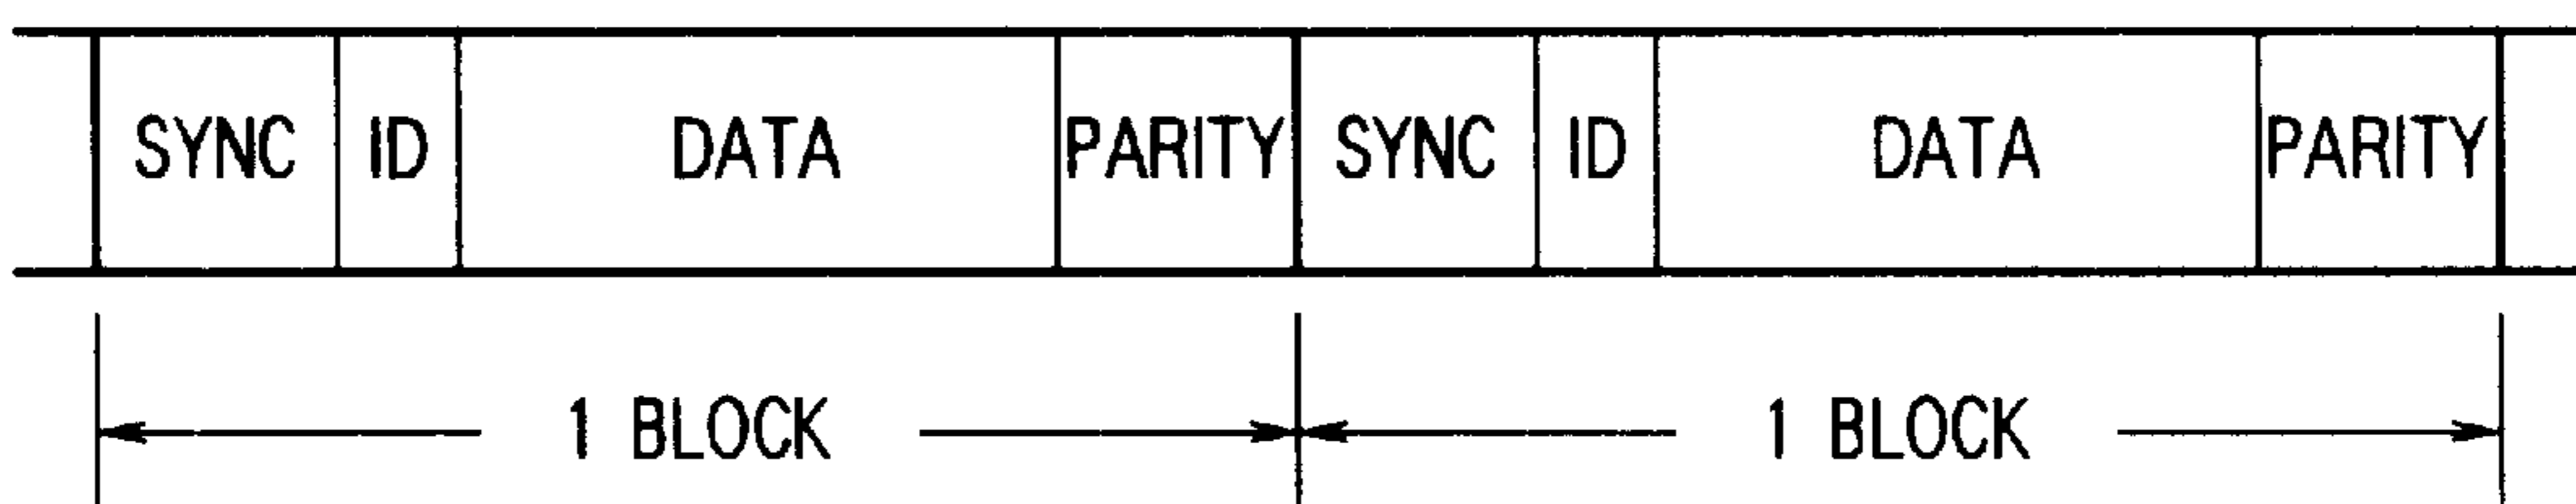 SYNC ID DATA PARITY SYNC ID DATA PARITY
1 BLOCK 1 BLOCK